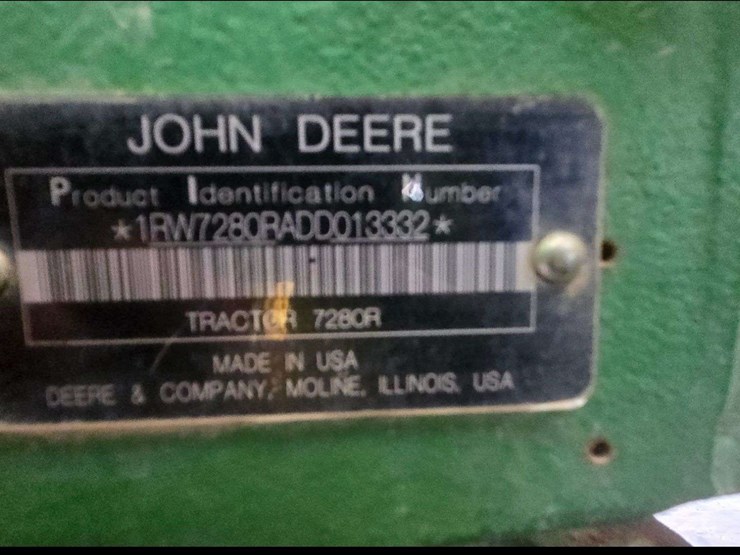 JOHN DEERE
Product Identification Number
*1RW7280RADD013332*
TRACTOR 7280R
MADE IN USA
DEERE & COMPANY, MOLINE, ILLINOIS, USA